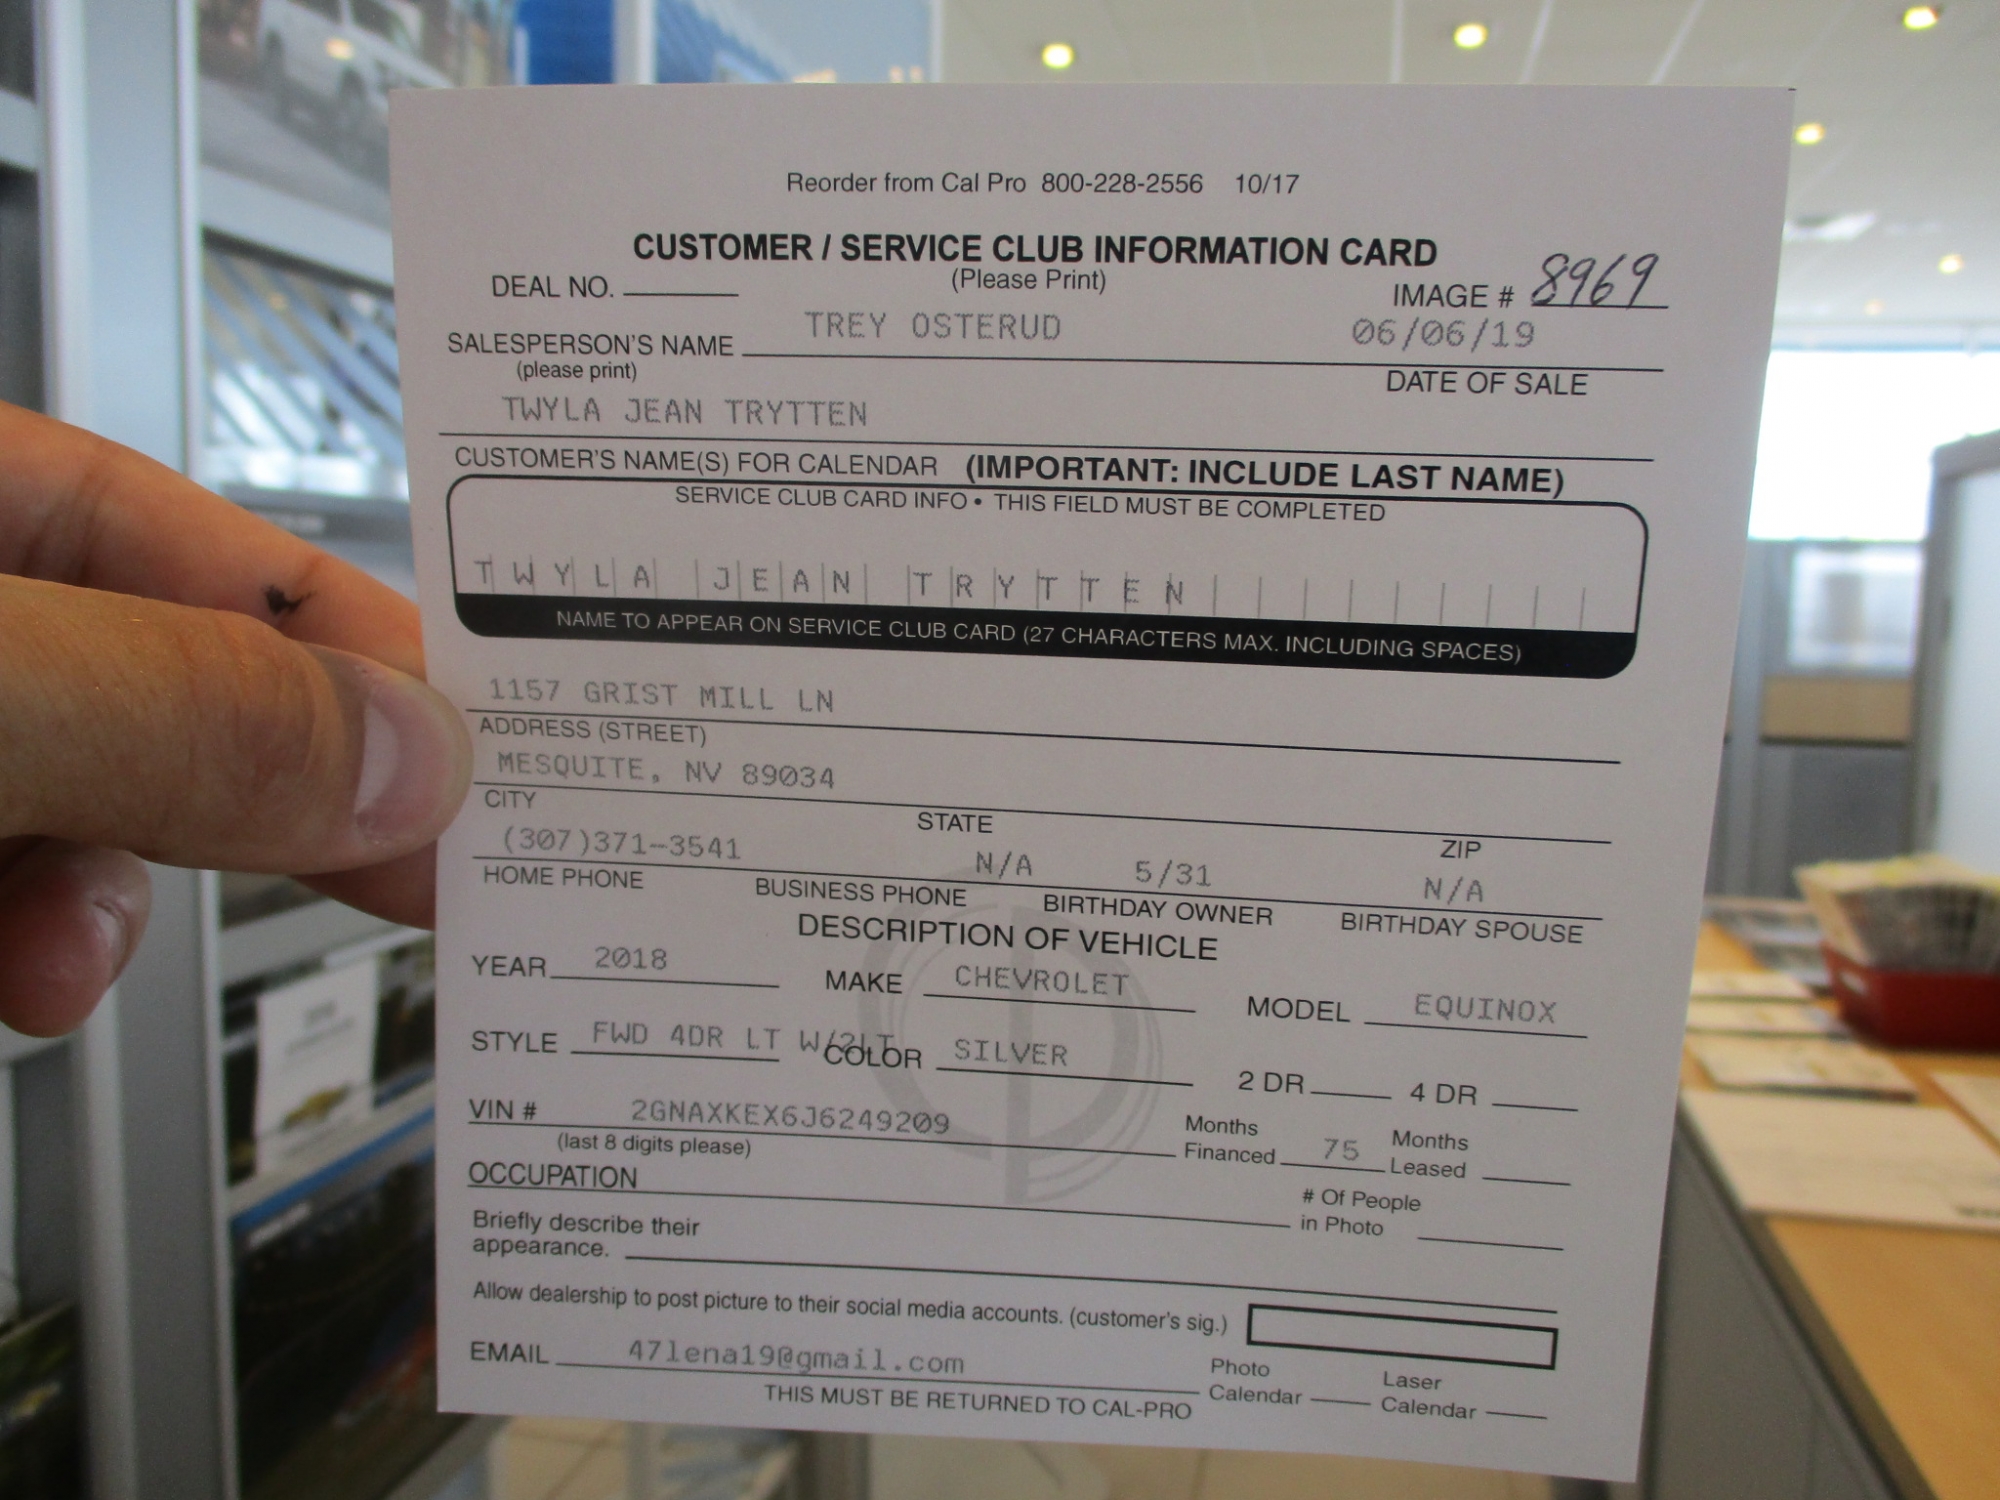 Reorder from Cal Pro 800-228-2556 10/17
CUSTOMER / SERVICE CLUB INFORMATION CARD
(Please Print)
DEAL NO.
IMAGE # 8969
SALESPERSON'S NAME TREY OSTERUD 06/06/19
(please print) DATE OF SALE
TWYLA JEAN TRYTTEN
CUSTOMER'S NAME(S) FOR CALENDAR (IMPORTANT: INCLUDE LAST NAME)
SERVICE CLUB CARD INFO • THIS FIELD MUST BE COMPLETED
TWYLA JEAN TRYTTEN
NAME TO APPEAR ON SERVICE CLUB CARD (27 CHARACTERS MAX. INCLUDING SPACES)
1157 GRIST MILL LN
ADDRESS (STREET)
MESQUITE, NV 89034
CITY STATE ZIP
(307)371-3541 N/A 5/31 N/A
HOME PHONE BUSINESS PHONE BIRTHDAY OWNER BIRTHDAY SPOUSE
DESCRIPTION OF VEHICLE
YEAR 2018 MAKE CHEVROLET MODEL EQUINOX
STYLE FWD 4DR LT W/2LT COLOR SILVER 2 DR 4 DR
VIN # 2GNAXKEX6J6249209 Months Financed 75 Months Leased
(last 8 digits please)
OCCUPATION # Of People in Photo
Briefly describe their
appearance.
Allow dealership to post picture to their social media accounts. (customer's sig.)
EMAIL 47lena19@gmail.com Photo Calendar Laser Calendar
THIS MUST BE RETURNED TO CAL-PRO